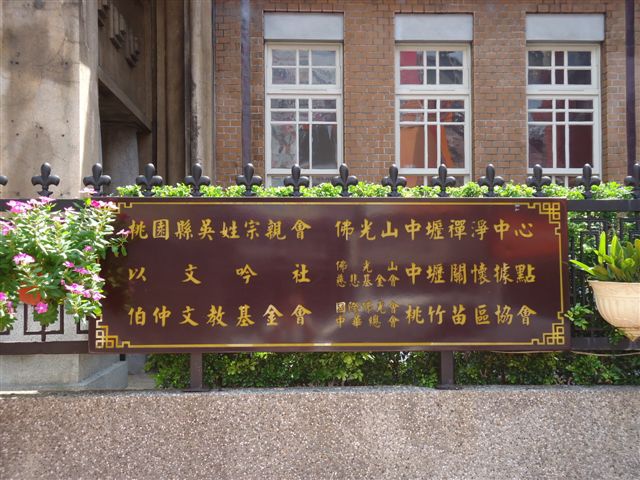 桃園縣吳姓宗親會
以文吟社
伯仲文教基金會
佛光山中壢禪淨中心
佛光山
慈悲基金會
中壢關懷據點
國際佛光會
中華總會
桃竹苗區協會